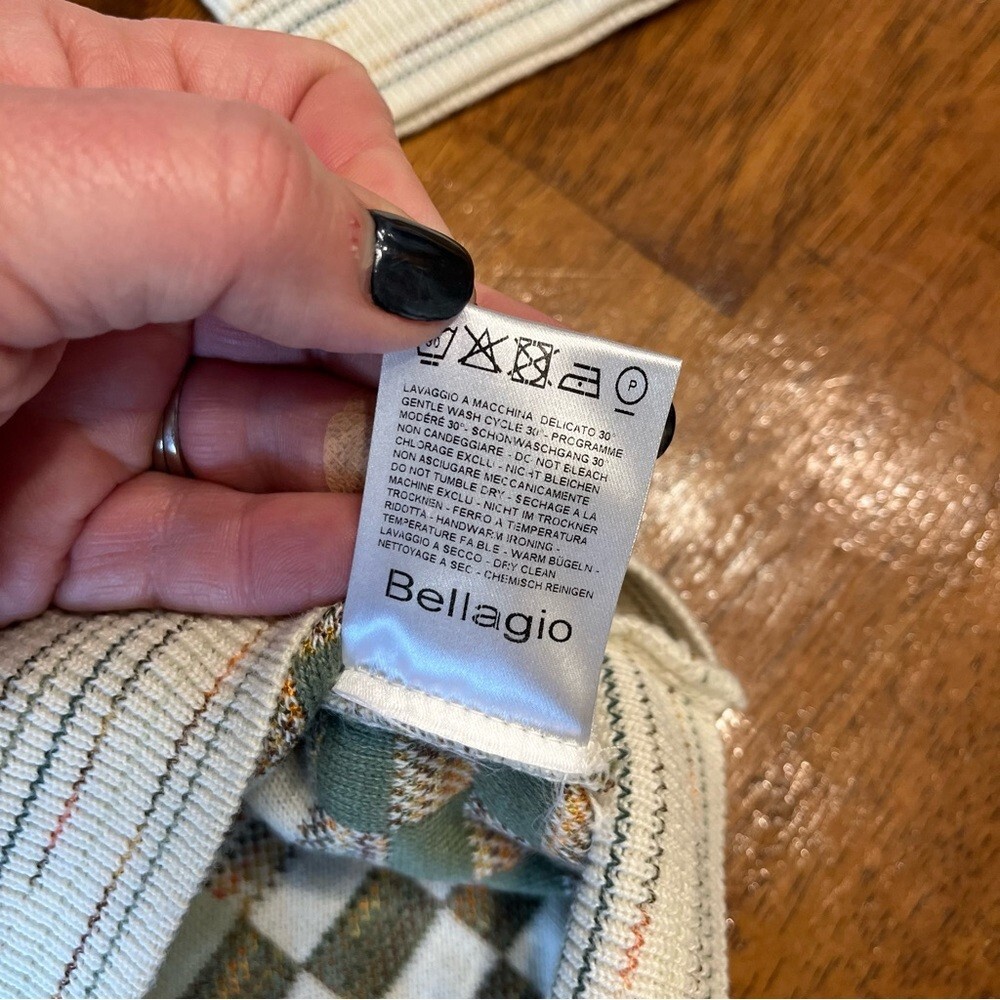 30 P
LAVAGGIO A MACCHINA DELICATO 30°
GENTLE WASH CYCLE 30° - PROGRAMME
MODÉRÉ 30°- SCHONWASCHGANG 30°
NON CANDEGGIARE - DO NOT BLEACH
CHLORAGE EXCLU - NICHT BLEICHEN
NON ASCIUGARE MECCANICAMENTE
DO NOT TUMBLE DRY - SECHAGE A LA
MACHINE EXCLU - NICHT IM TROCKNER
TROCKNEN - FERRO A TEMPERATURA
RIDOTTA - HANDWARM IRONING -
TEMPERATURE FAIBLE - WARM BÜGELN -
LAVAGGIO A SECCO - DRY CLEAN
NETTOYAGE A SEC - CHEMISCH REINIGEN
Bellagio